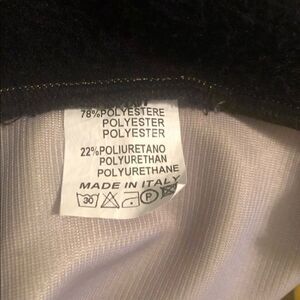 78%POLYESTERE
POLYESTER
POLYESTER
22%POLIURETANO
POLYURETHAN
POLYURETHANE
MADE IN ITALY
30 P